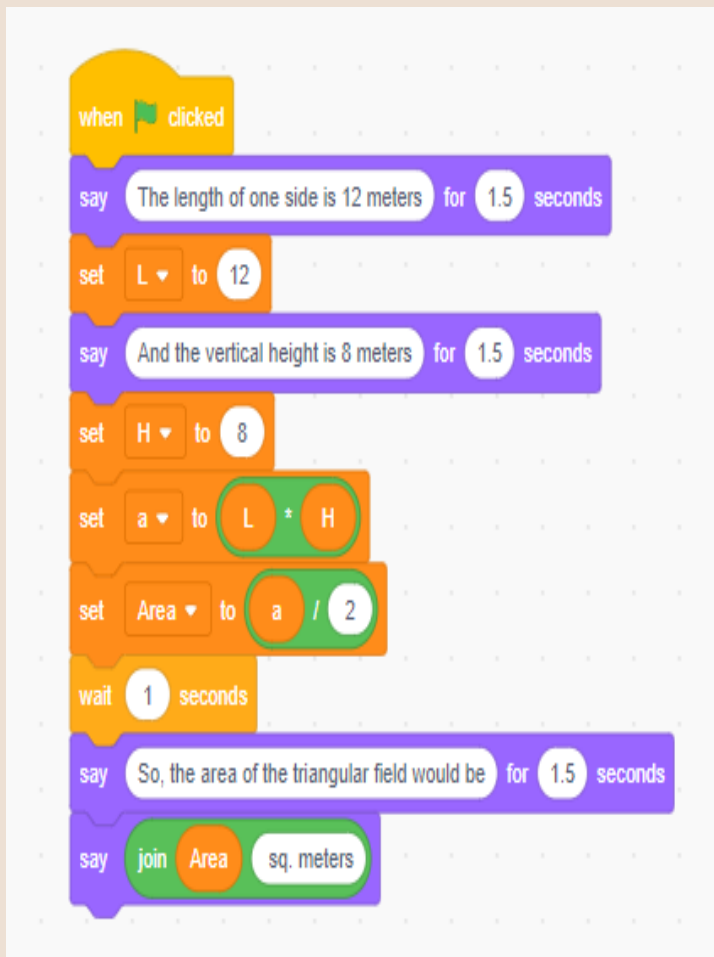 when clicked
say The length of one side is 12 meters for 1.5 seconds
set L to 12
say And the vertical height is 8 meters for 1.5 seconds
set H to 8
set a to L * H
set Area to a / 2
wait 1 seconds
say So, the area of the triangular field would be for 1.5 seconds
say join Area sq. meters